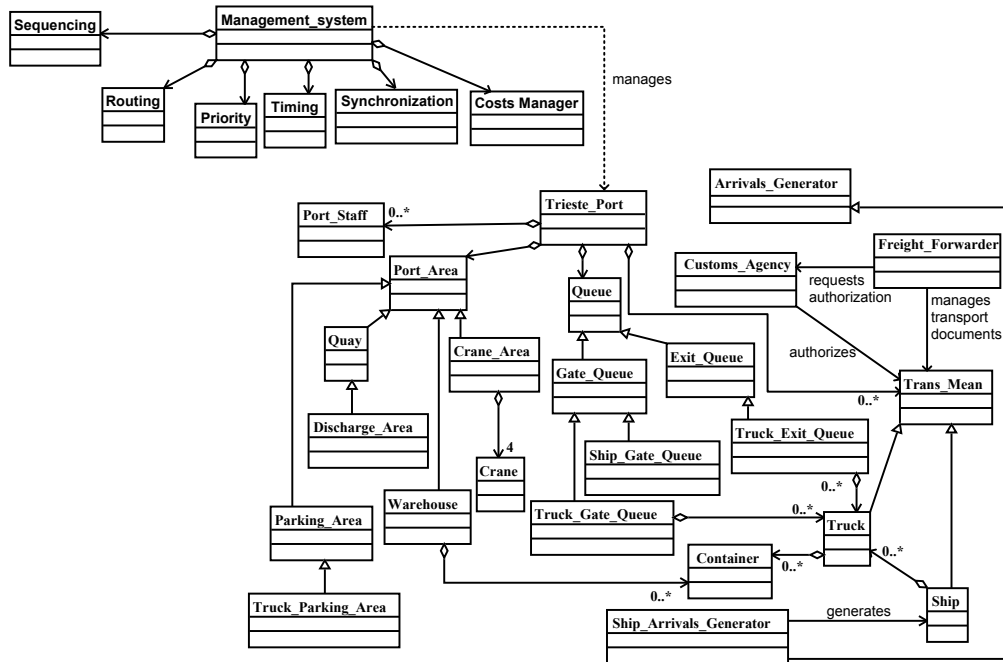 Sequencing
Management_system
manages
Routing
Priority
Timing
Synchronization
Costs Manager
Arrivals_Generator
Port_Staff
0..*
Trieste_Port
Freight_Forwarder
Customs_Agency
requests
authorization
manages
transport
documents
Port_Area
Queue
Quay
Crane_Area
Gate_Queue
Exit_Queue
authorizes
Trans_Mean
0..*
Discharge_Area
Truck_Exit_Queue
4
Crane
Ship_Gate_Queue
0..*
Parking_Area
Warehouse
Truck_Gate_Queue
0..*
Truck
Container
0..*
0..*
0..*
Truck_Parking_Area
Ship
generates
Ship_Arrivals_Generator